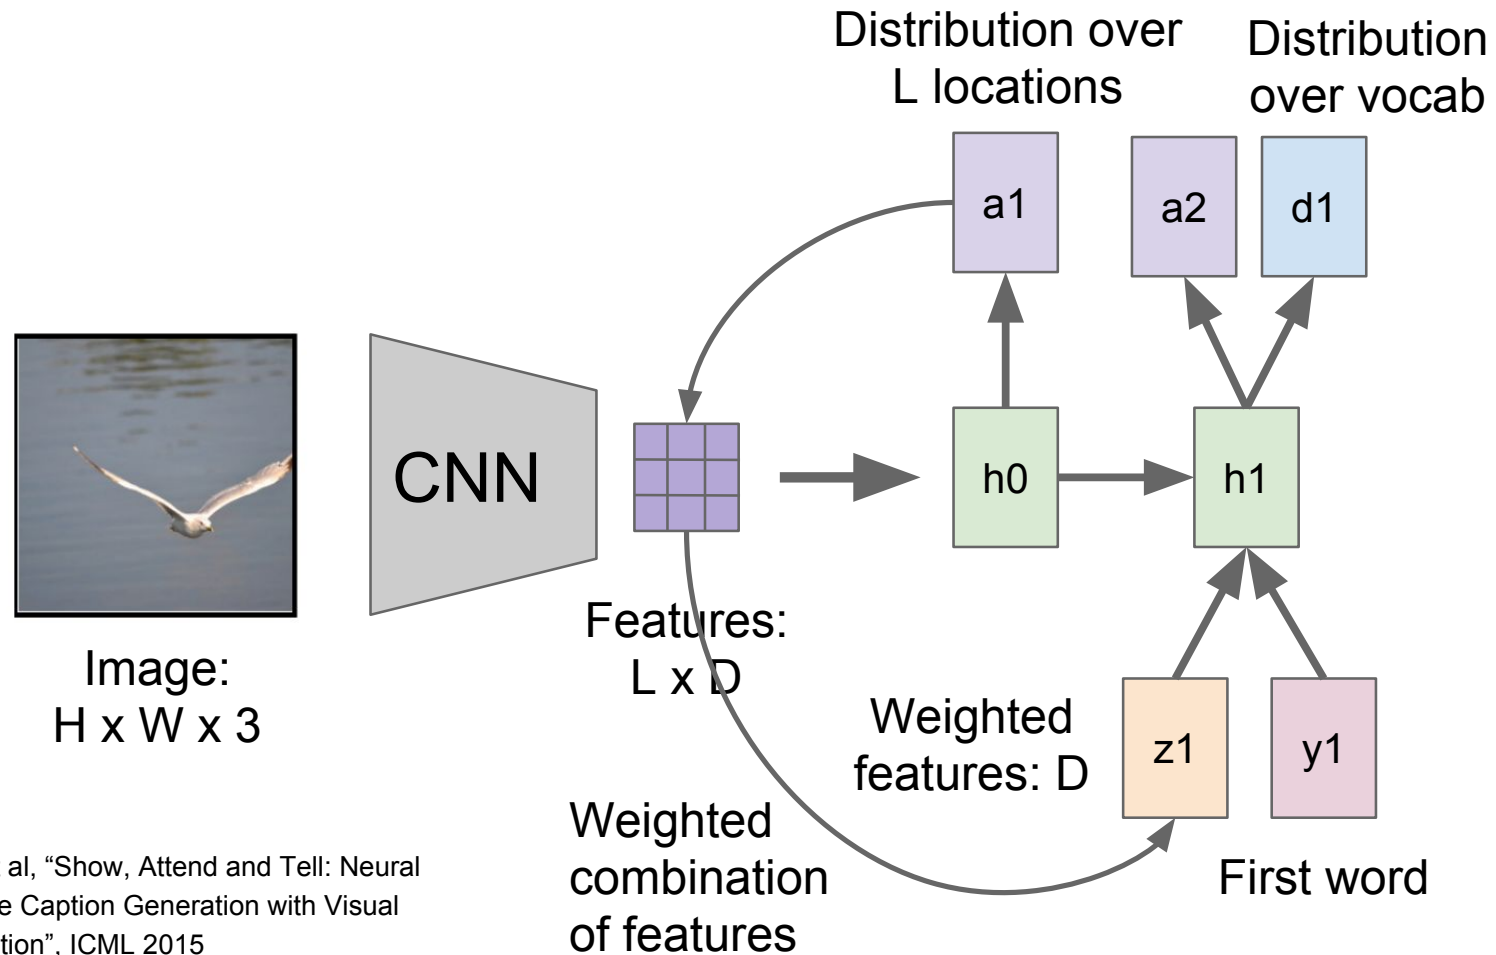 Distribution over
L locations
Distribution
over vocab
a1
a2
d1
CNN
h0
h1
Features:
L x D
Image:
H x W x 3
Weighted
features: D
z1
y1
Weighted
combination
of features
First word
al, “Show, Attend and Tell: Neural
Caption Generation with Visual
ICML 2015